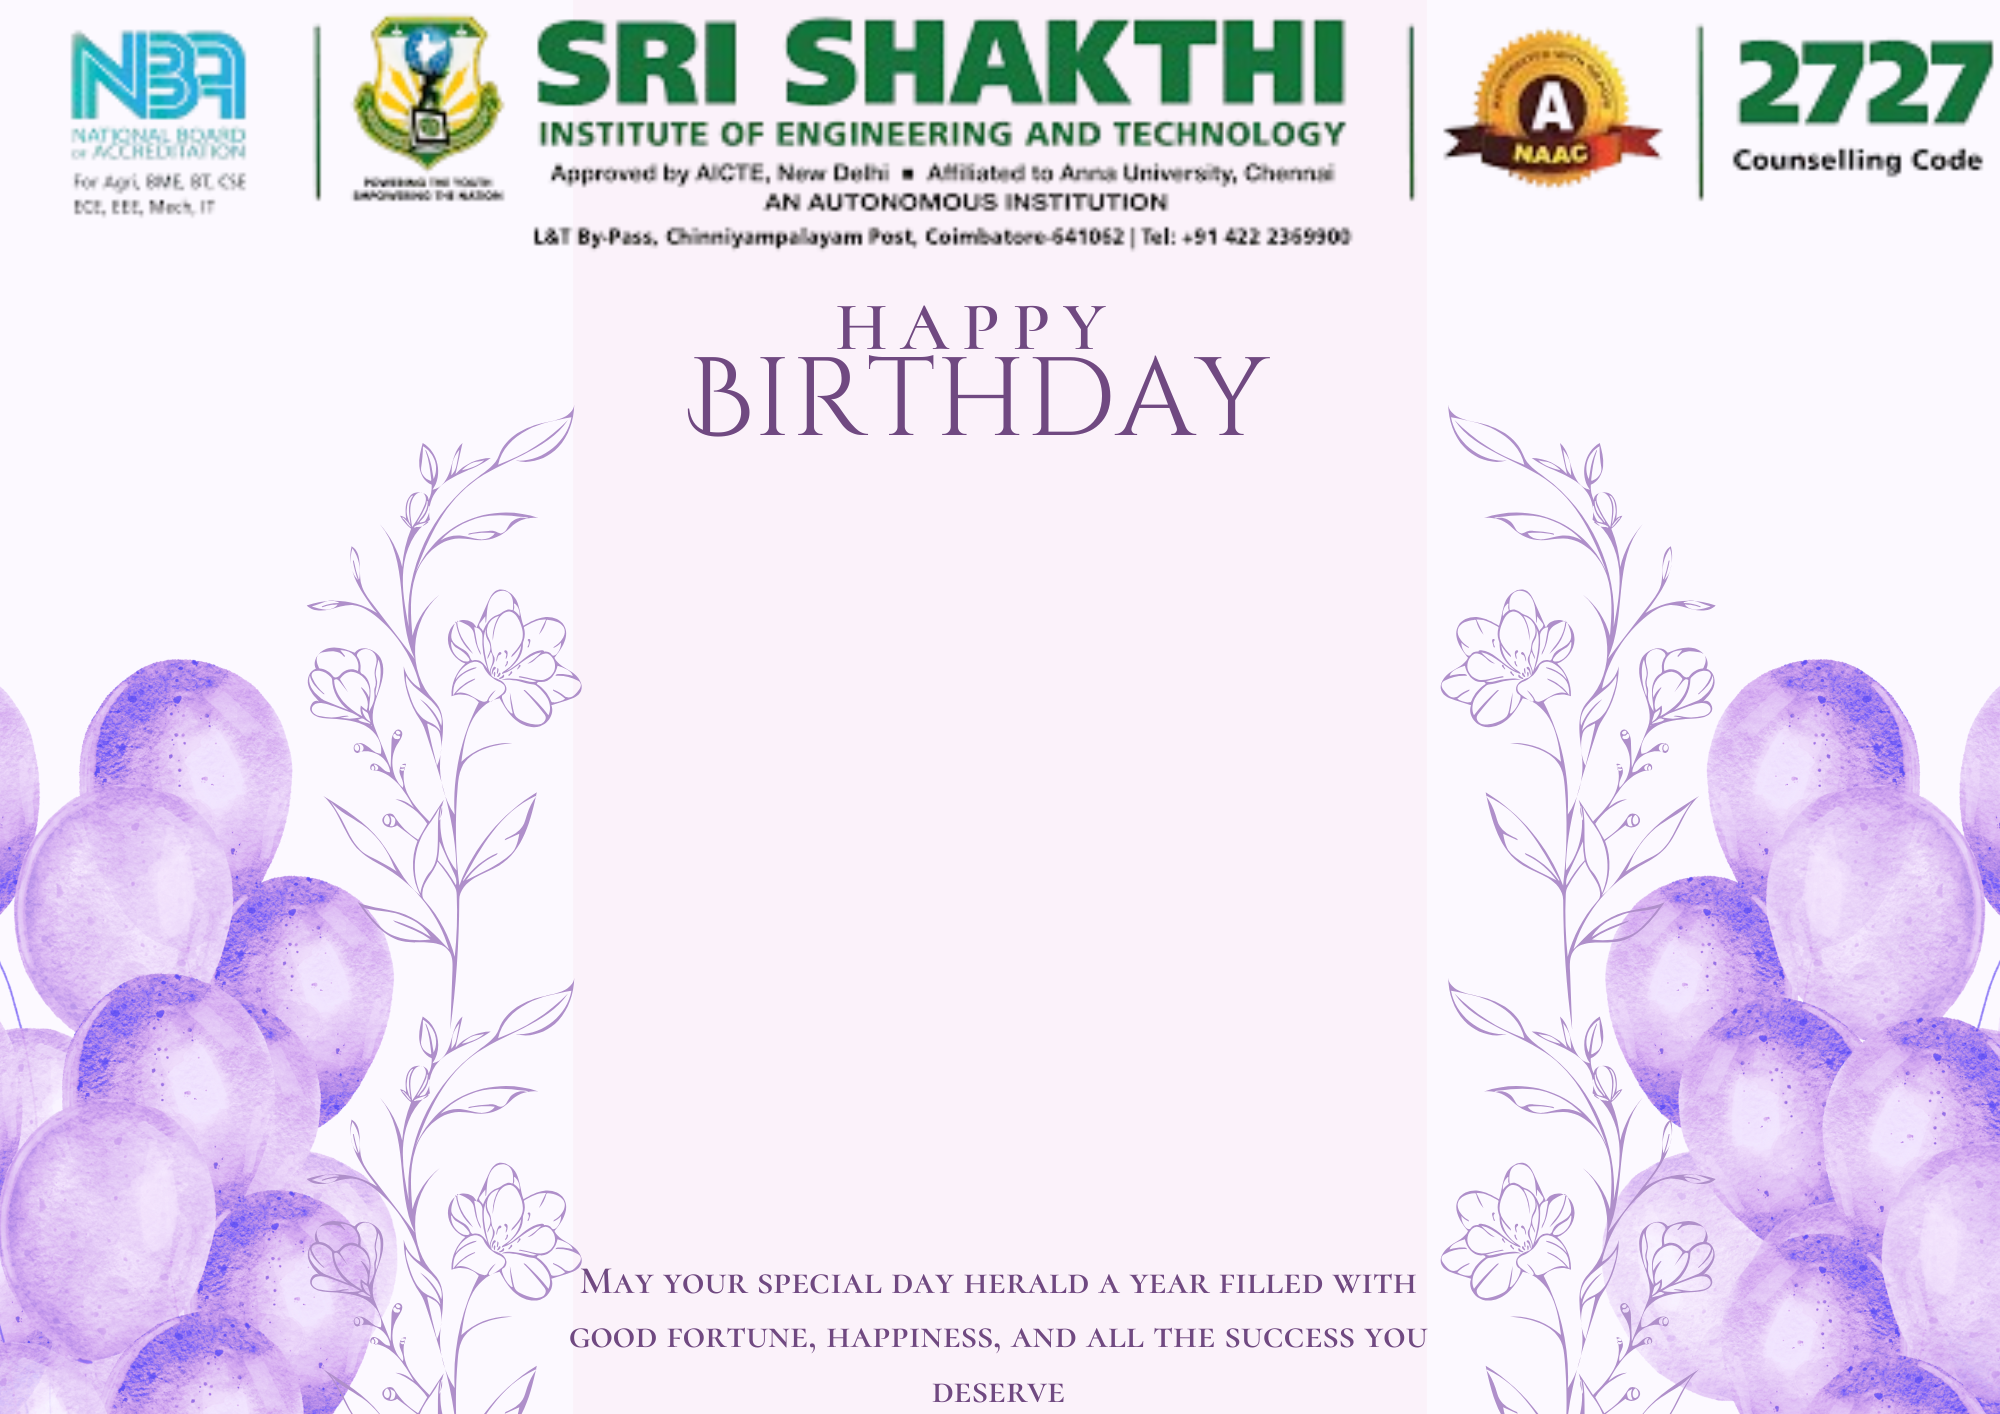 NBA
NATIONAL BOARD
OF ACCREDITATION
For Agri, BME, BT, CSE
ECE, EEE, Mech, IT
POWERING THE YOUTH
EMPOWERING THE NATION
SRI SHAKTHI
INSTITUTE OF ENGINEERING AND TECHNOLOGY
Approved by AICTE, New Delhi ■ Affiliated to Anna University, Chennai
AN AUTONOMOUS INSTITUTION
L&T By-Pass, Chinniyampalayam Post, Coimbatore-641062 | Tel: +91 422 2369900
A
NAAC
2727
Counselling Code
HAPPY
BIRTHDAY
MAY YOUR SPECIAL DAY HERALD A YEAR FILLED WITH
GOOD FORTUNE, HAPPINESS, AND ALL THE SUCCESS YOU
DESERVE